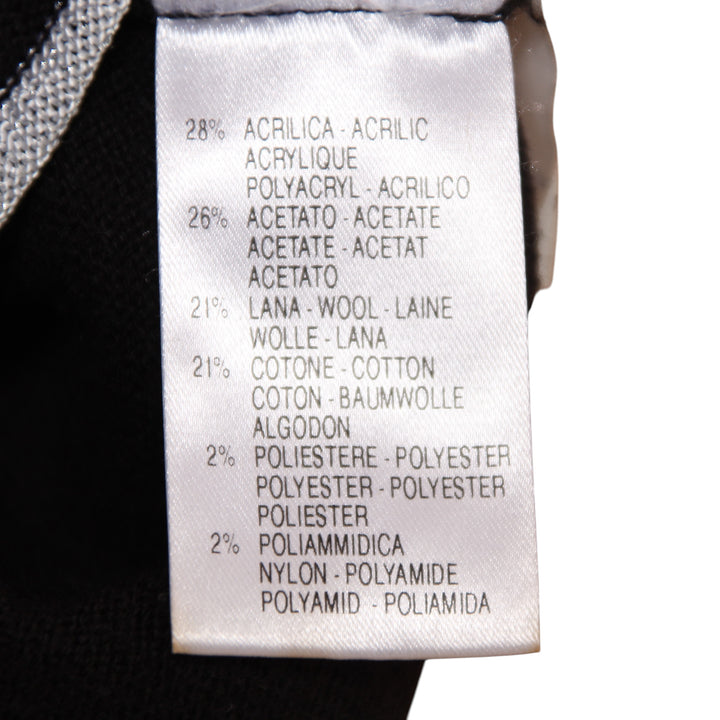 28% ACRILICA - ACRILIC
ACRYLIQUE
POLYACRYL - ACRILICO
26% ACETATO - ACETATE
ACETATE - ACETAT
ACETATO
21% LANA - WOOL - LAINE
WOLLE - LANA
21% COTONE - COTTON
COTON - BAUMWOLLE
ALGODON
2% POLIESTERE - POLYESTER
POLYESTER - POLYESTER
POLIESTER
2% POLIAMMIDICA
NYLON - POLYAMIDE
POLYAMID - POLIAMIDA